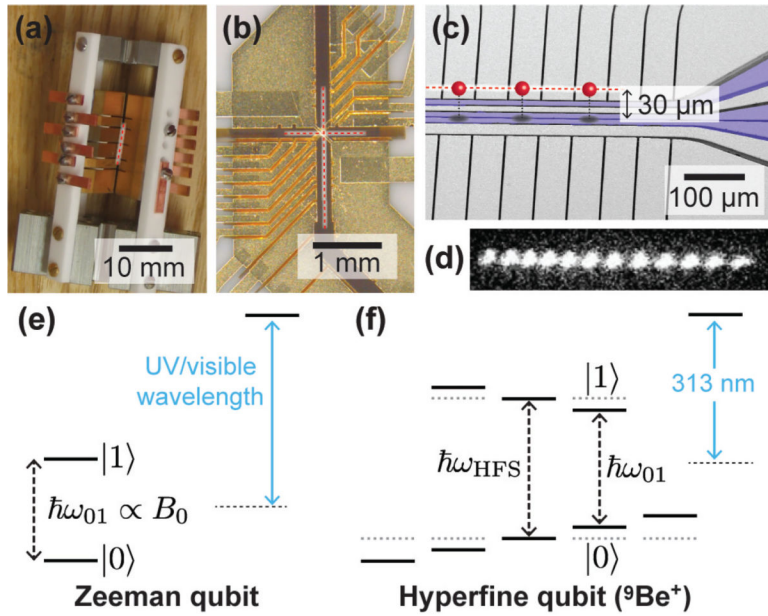 (a)
10 mm
(b)
1 mm
(c)
30 μm
100 μm
(d)
(e)
UV/visible
wavelength
|1⟩
ħω₀₁ ∝ B₀
|0⟩
Zeeman qubit
(f)
|1⟩
313 nm
ħω_HFS
ħω₀₁
|0⟩
Hyperfine qubit (⁹Be⁺)